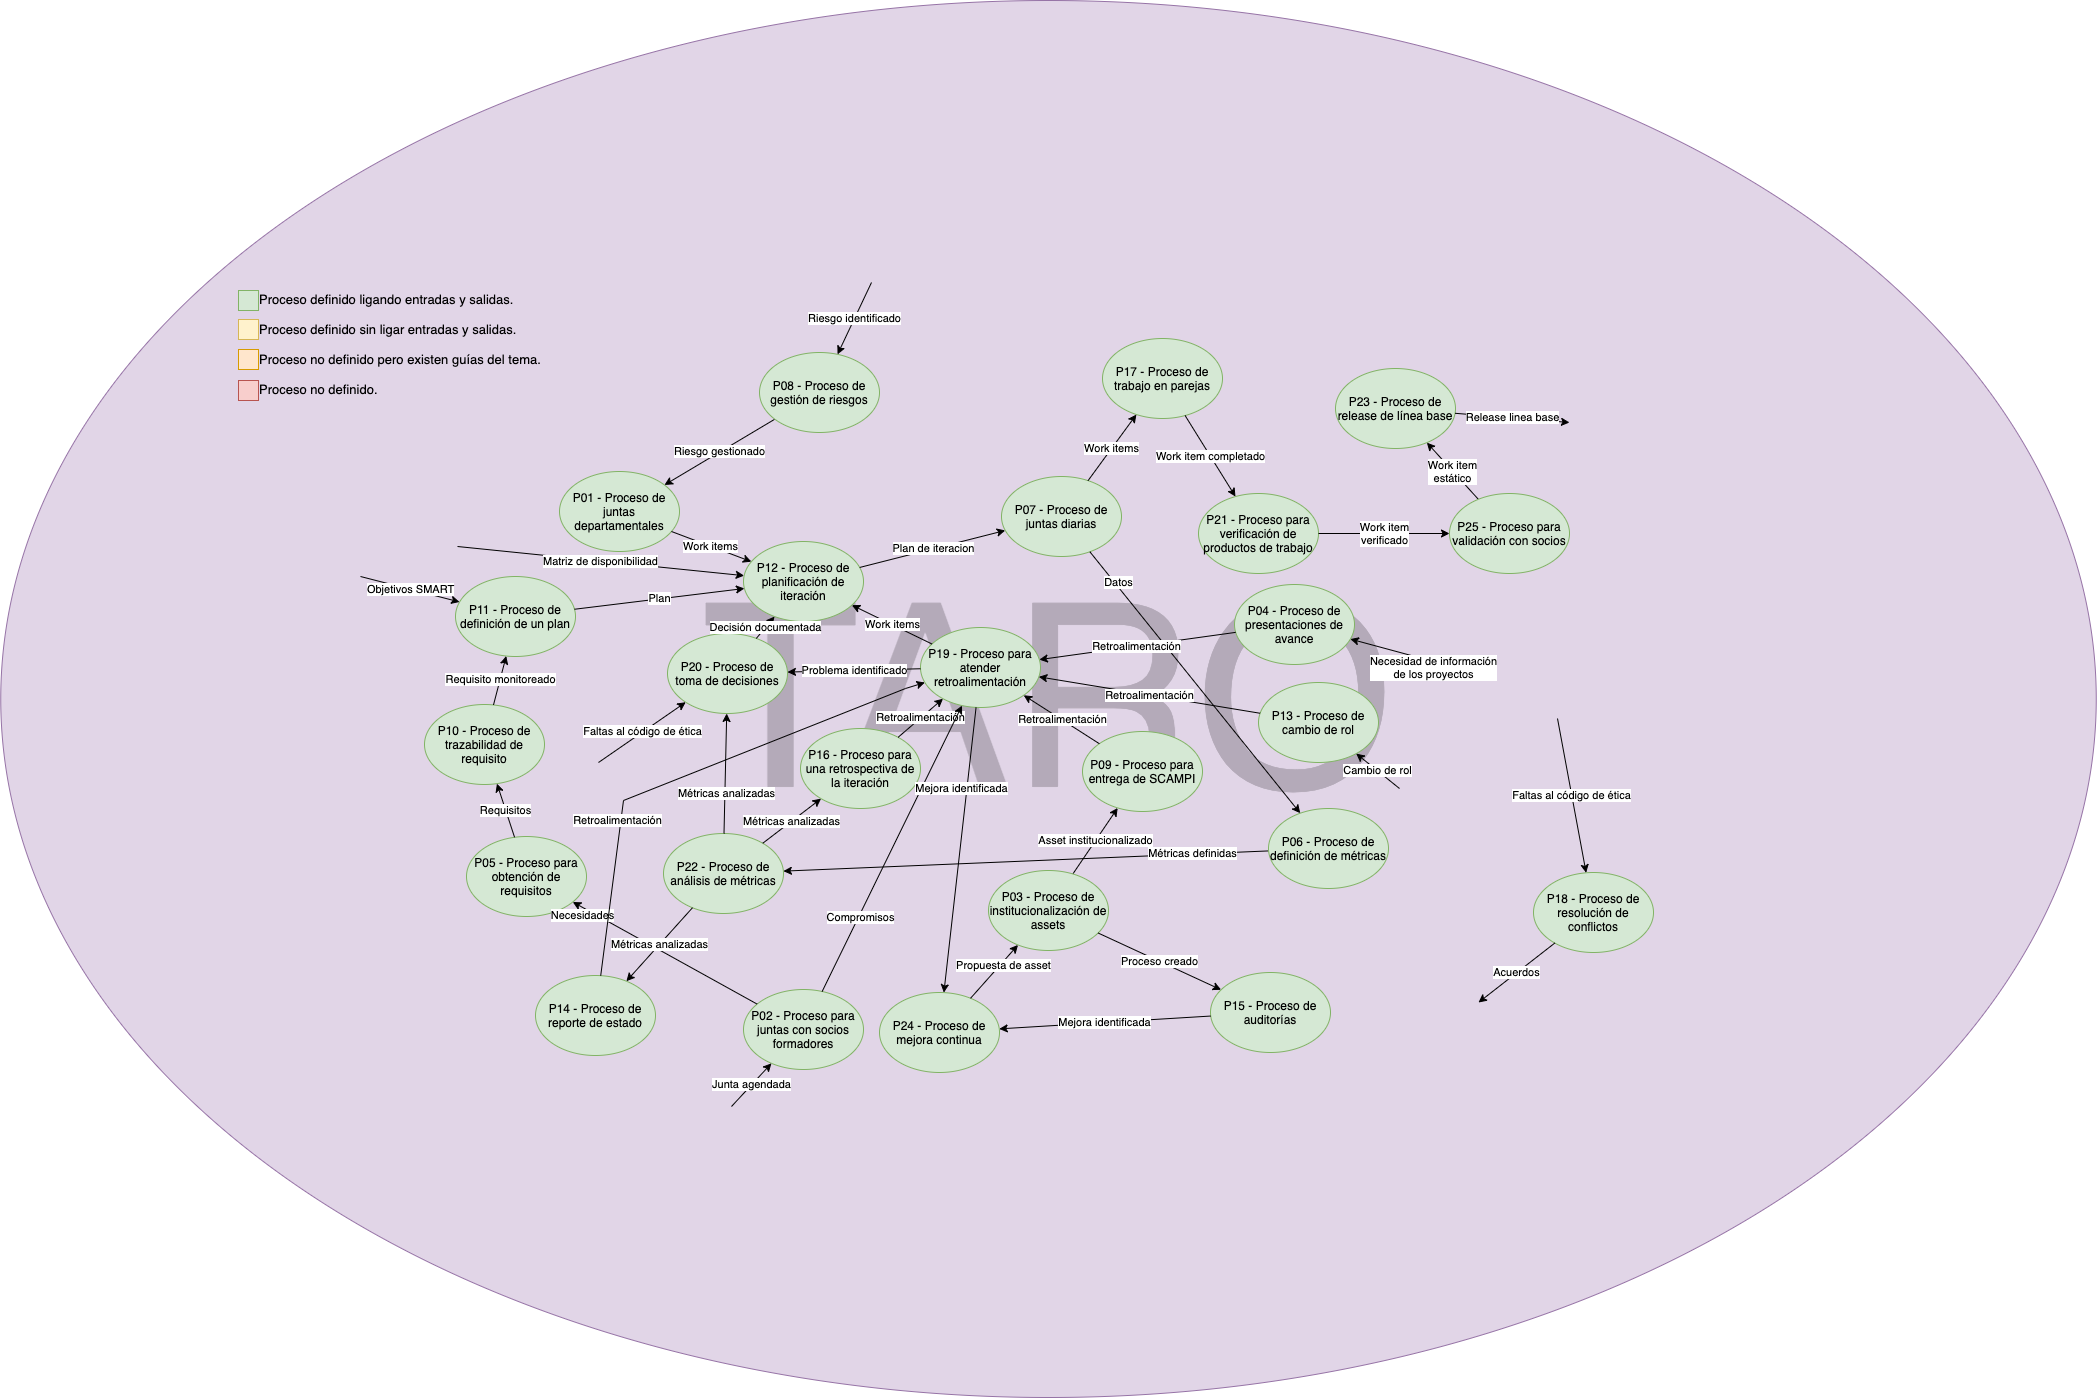 Proceso definido ligando entradas y salidas.
Proceso definido sin ligar entradas y salidas.
Proceso no definido pero existen guías del tema.
Proceso no definido.
Riesgo identificado
P08 - Proceso de
gestión de riesgos
Riesgo gestionado
P01 - Proceso de
juntas
departamentales
Work items
Matriz de disponibilidad
Objetivos SMART
P11 - Proceso de
definición de un plan
Plan
P12 - Proceso de
planificación de
iteración
Plan de iteracion
P07 - Proceso de
juntas diarias
Work items
P17 - Proceso de
trabajo en parejas
Work item completado
P21 - Proceso para
verificación de
productos de trabajo
Work item
verificado
P25 - Proceso para
validación con socios
Work item
estático
P23 - Proceso de
release de línea base
Release linea base
Datos
TARO
Decisión documentada
Work items
P20 - Proceso de
toma de decisiones
Problema identificado
P19 - Proceso para
atender
retroalimentación
Retroalimentación
P04 - Proceso de
presentaciones de
avance
Necesidad de información
de los proyectos
Retroalimentación
P13 - Proceso de
cambio de rol
Cambio de rol
Requisito monitoreado
P10 - Proceso de
trazabilidad de
requisito
Faltas al código de ética
Retroalimentación
Retroalimentación
P16 - Proceso para
una retrospectiva de
la iteración
P09 - Proceso para
entrega de SCAMPI
Mejora identificada
Métricas analizadas
Métricas analizadas
Retroalimentación
Requisitos
P05 - Proceso para
obtención de
requisitos
P22 - Proceso de
análisis de métricas
Asset institucionalizado
Métricas definidas
P06 - Proceso de
definición de métricas
Faltas al código de ética
P18 - Proceso de
resolución de
conflictos
Acuerdos
Necesidades
Métricas analizadas
Compromisos
P03 - Proceso de
institucionalización de
assets
Propuesta de asset
Proceso creado
P14 - Proceso de
reporte de estado
P02 - Proceso para
juntas con socios
formadores
Junta agendada
P24 - Proceso de
mejora continua
Mejora identificada
P15 - Proceso de
auditorías